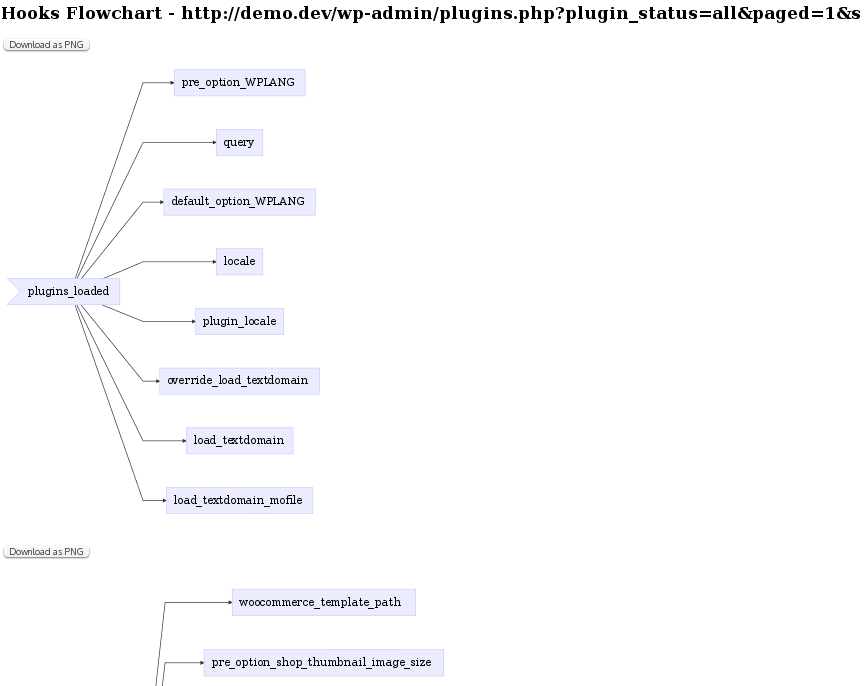 Hooks Flowchart - http://demo.dev/wp-admin/plugins.php?plugin_status=all&paged=1&s
Download as PNG
pre_option_WPLANG
query
default_option_WPLANG
locale
plugins_loaded
plugin_locale
override_load_textdomain
load_textdomain
load_textdomain_mofile
Download as PNG
woocommerce_template_path
pre_option_shop_thumbnail_image_size